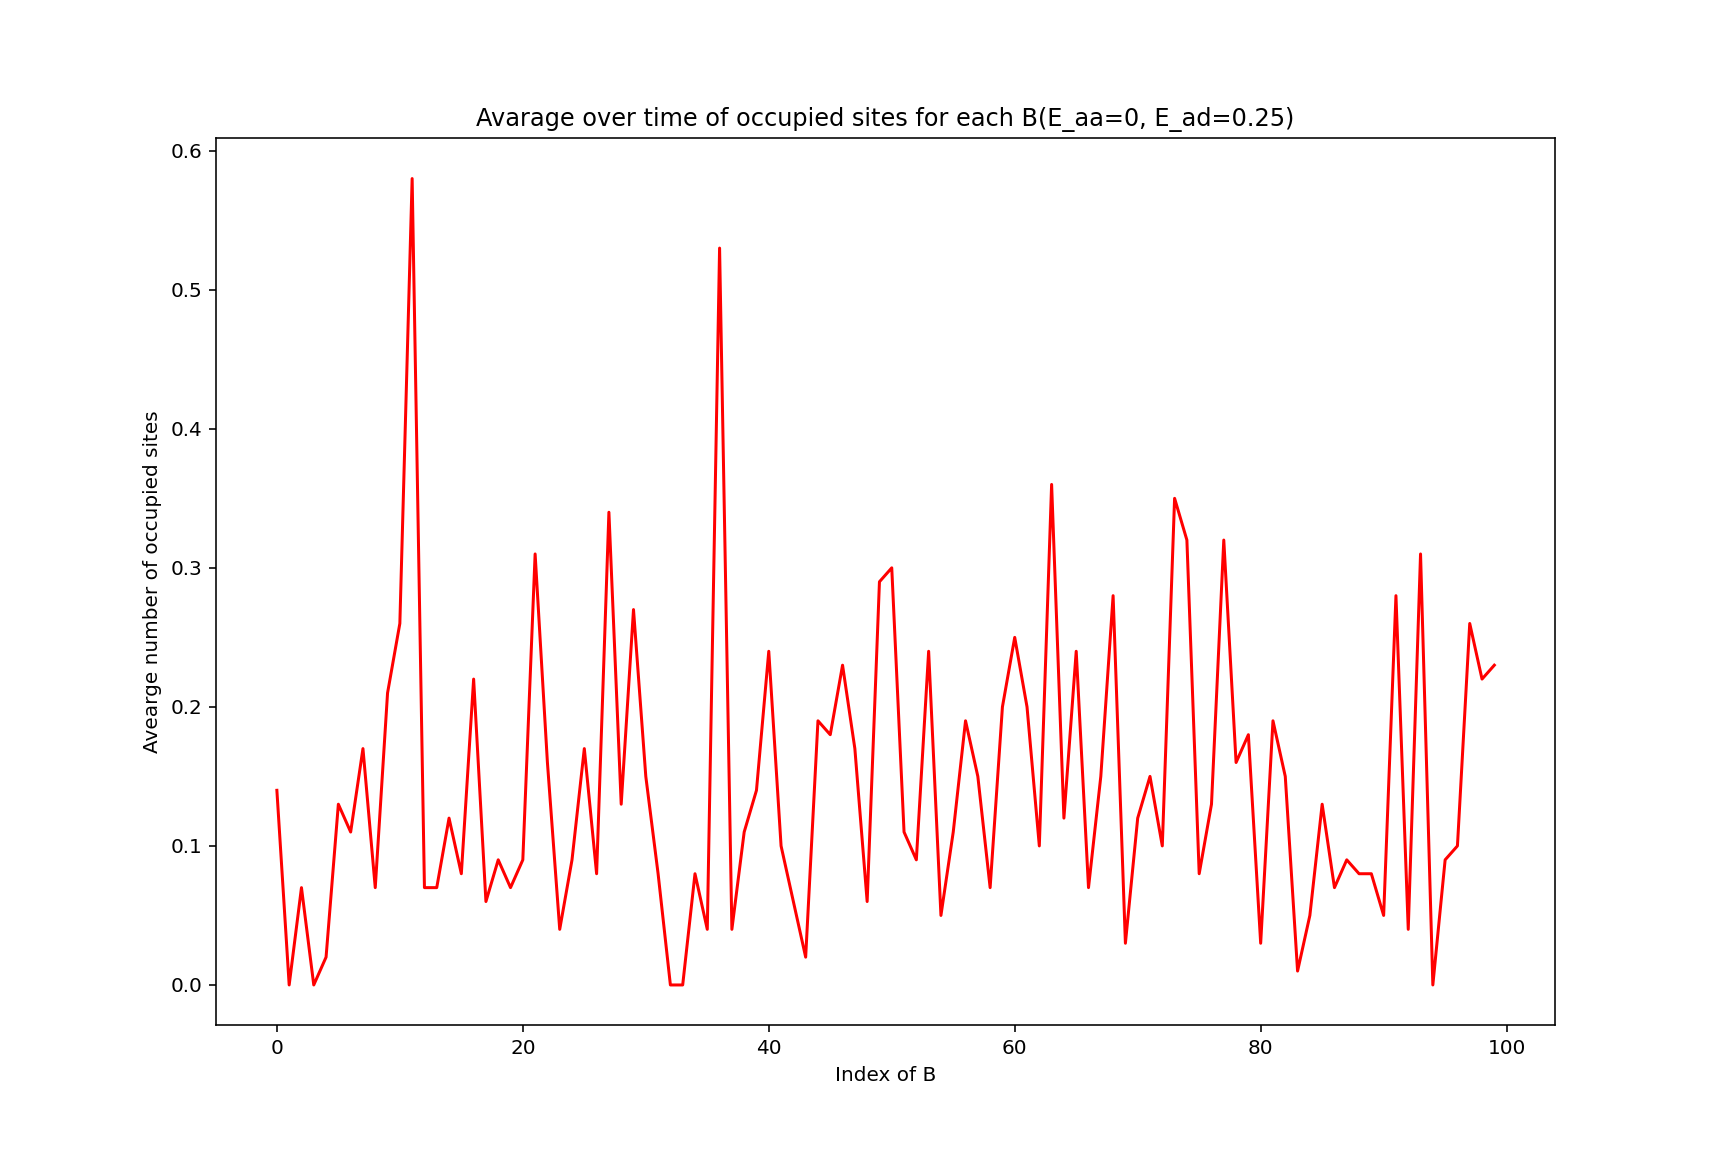 Avarage over time of occupied sites for each B(E_aa=0, E_ad=0.25)
Avearge number of occupied sites
0.6
0.5
0.4
0.3
0.2
0.1
0.0
0 20 40 60 80 100
Index of B